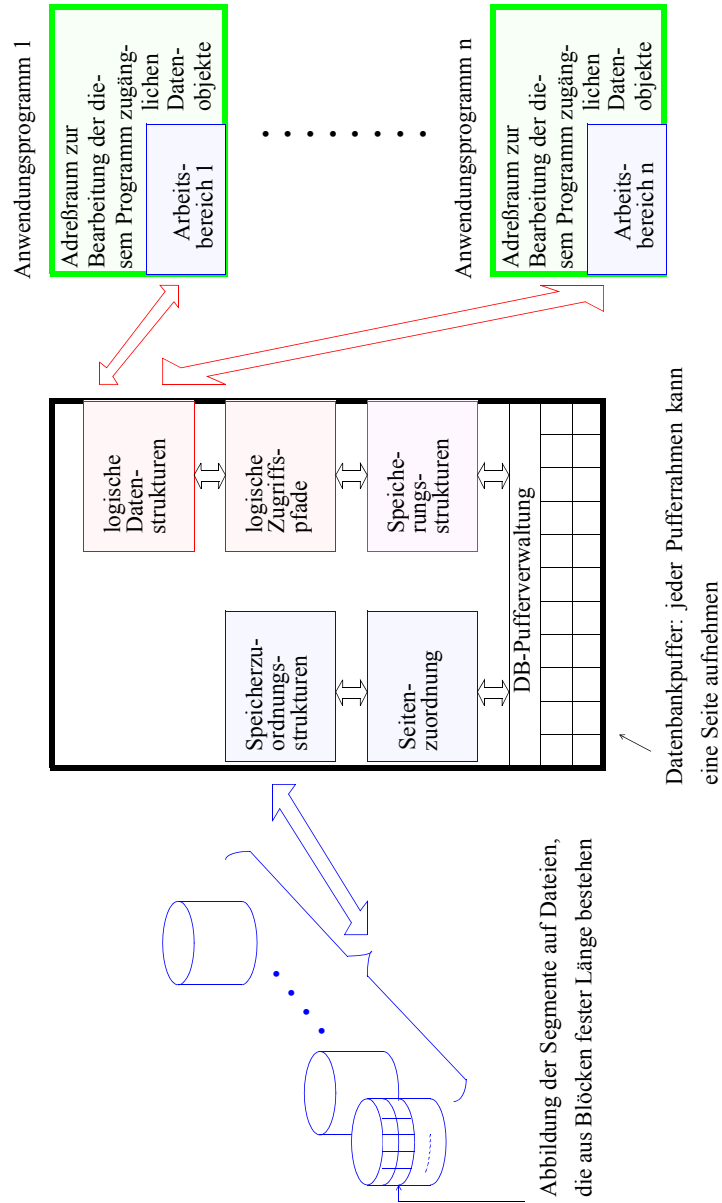 Abbildung der Segmente auf Dateien,
die aus Blöcken fester Länge bestehen
Speicherzu-
ordnungs-
strukturen
Seiten-
zuordnung
logische
Daten-
strukturen
logische
Zugriffs-
pfade
Speiche-
rungs-
strukturen
DB-Pufferverwaltung
Datenbankpuffer: jeder Pufferrahmen kann
eine Seite aufnehmen
Anwendungsprogramm 1
Adreßraum zur
Bearbeitung der die-
sem Programm zugäng-
lichen
Daten-
objekte
Arbeits-
bereich 1
Anwendungsprogramm n
Adreßraum zur
Bearbeitung der die-
sem Programm zugäng-
lichen
Daten-
objekte
Arbeits-
bereich n